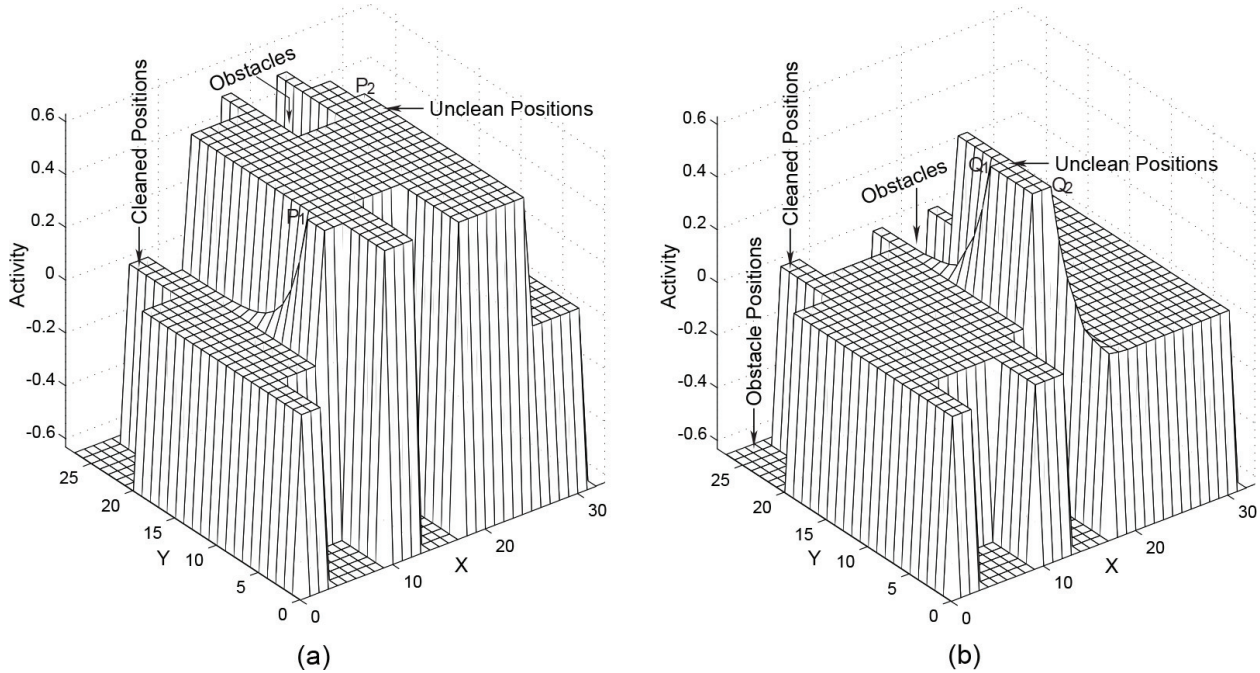 Cleaned Positions
Obstacles
P2
Unclean Positions
P1
Activity
0.6
0.4
0.2
0
-0.2
-0.4
-0.6
25
20
15
10
5
0
Y
0
10
20
30
X
(a)
Obstacle Positions
Cleaned Positions
Obstacles
Q1
Unclean Positions
Q2
Activity
0.6
0.4
0.2
0
-0.2
-0.4
-0.6
25
20
15
10
5
0
Y
0
10
20
30
X
(b)